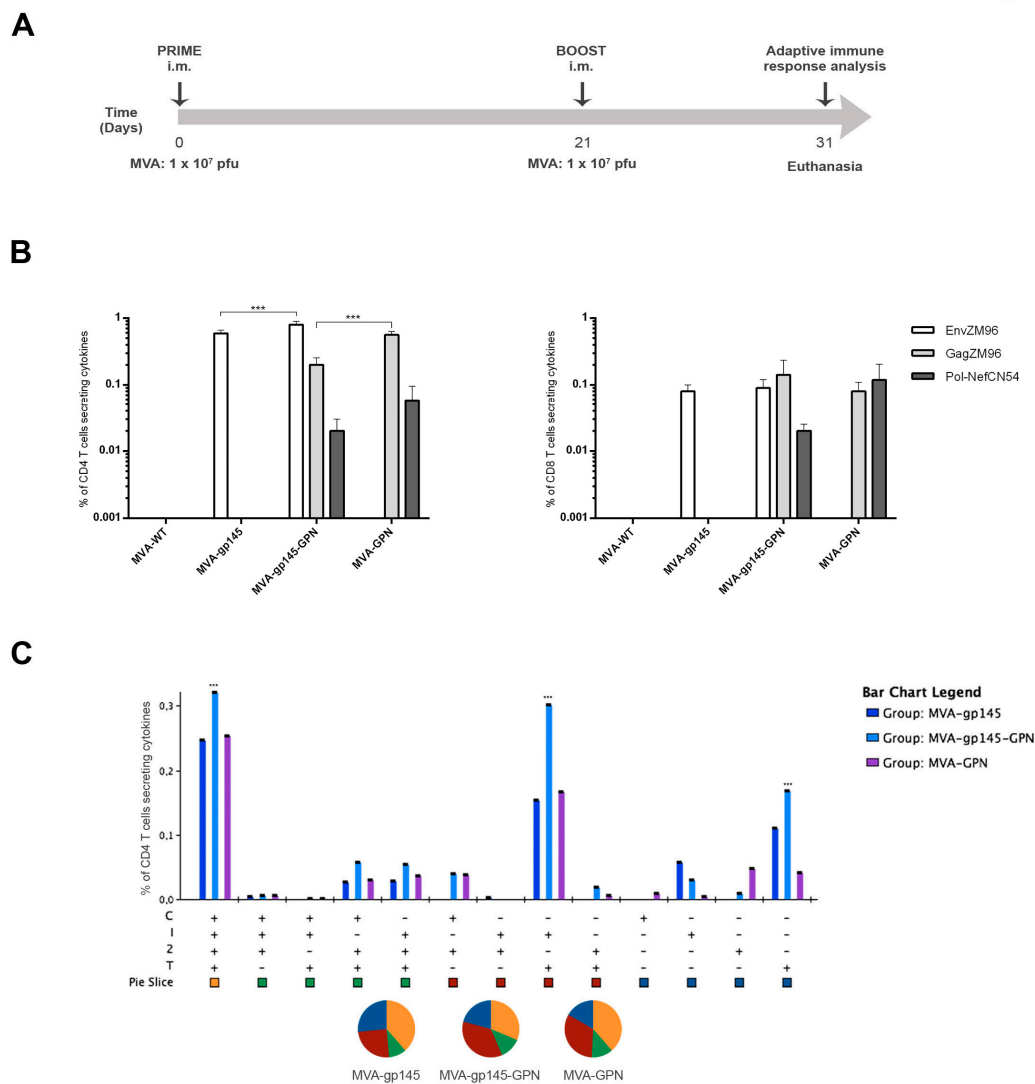 A
PRIME
i.m.
BOOST
i.m.
Adaptive immune
response analysis
Time
(Days)
0
21
31
MVA: 1 x 10⁷ pfu
MVA: 1 x 10⁷ pfu
Euthanasia
B
% of CD4 T cells secreting cytokines
1
0.1
0.01
0.001
***
***
MVA-WT
MVA-gp145
MVA-gp145-GPN
MVA-GPN
% of CD8 T cells secreting cytokines
1
0.1
0.01
0.001
MVA-WT
MVA-gp145
MVA-gp145-GPN
MVA-GPN
EnvZM96
GagZM96
Pol-NefCN54
C
% of CD4 T cells secreting cytokines
0,3
0,2
0,1
0,0
***
***
***
Bar Chart Legend
Group: MVA-gp145
Group: MVA-gp145-GPN
Group: MVA-GPN
C + + + + - + - - - + - - -
I + + + - + - + + - - + - -
2 + + - + + + + - + - - + -
T + - + + + - - + + - - - +
Pie Slice
MVA-gp145
MVA-gp145-GPN
MVA-GPN